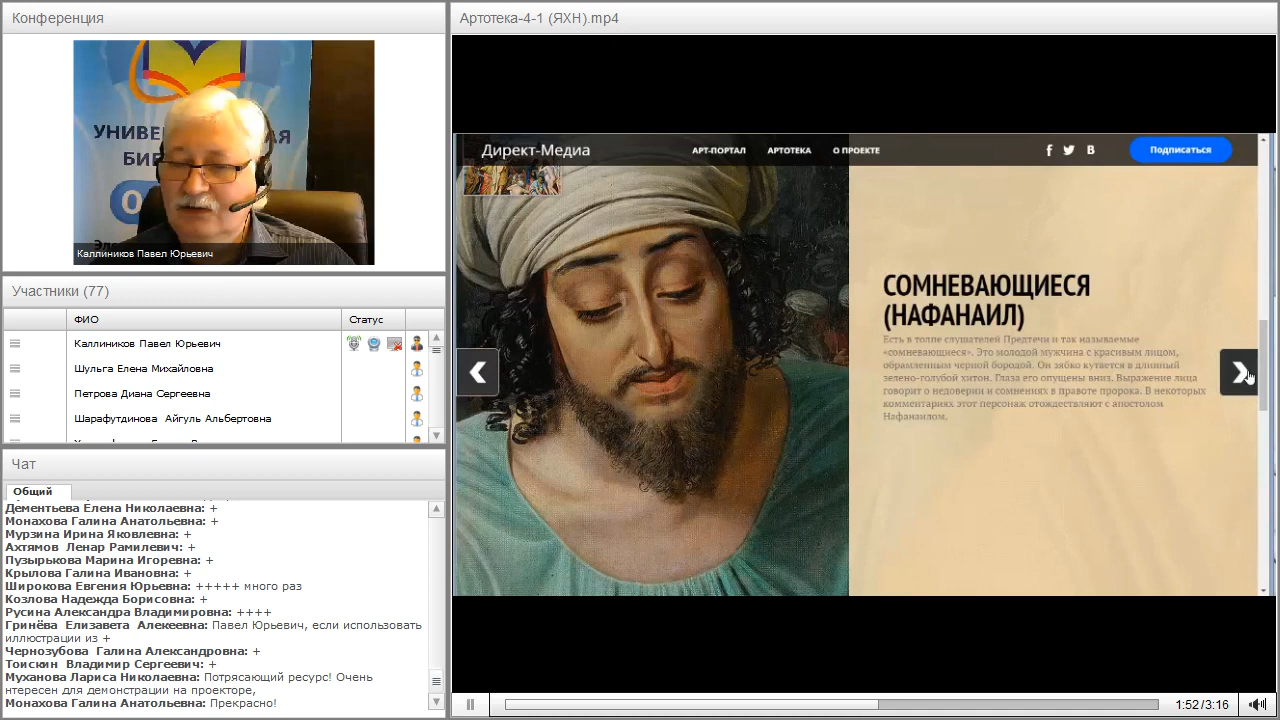 Конференция
УНИВЕР
АЯ
БИБ
О
Эле
Каллиников Павел Юрьевич
Участники (77)
ФИО
Статус
Каллиников Павел Юрьевич
Шульга Елена Михайловна
Петрова Диана Сергеевна
Шарафутдинова Айгуль Альбертовна
Чат
Общий
Дементьева Елена Николаевна: +
Монахова Галина Анатольевна: +
Мурзина Ирина Яковлевна: +
Ахтямов Ленар Рамилевич: +
Пузырькова Марина Игоревна: +
Крылова Галина Ивановна: +
Широкова Евгения Юрьевна: +++++ много раз
Козлова Надежда Борисовна: +
Русина Александра Владимировна: ++++
Гринёва Елизавета Алекеевна: Павел Юрьевич, если использовать
иллюстрации из +
Чернозубова Галина Александровна: +
Тоискин Владимир Сергеевич: +
Муханова Лариса Николаевна: Потрясающий ресурс! Очень
нтересен для демонстрации на проекторе,
Монахова Галина Анатольевна: Прекрасно!
Артотека-4-1 (ЯХН).mp4
Директ-Медиа
АРТ-ПОРТАЛ
АРТОТЕКА
О ПРОЕКТЕ
f
В
Подписаться
СОМНЕВАЮЩИЕСЯ
(НАФАНАИЛ)
Есть в толпе слушателей Предтечи и так называемые
«сомневающиеся». Это молодой мужчина с красивым лицом,
обрамленным черной бородой. Он зябко кутается в длинный
зелено-голубой хитон. Глаза его опущены вниз. Выражение лица
говорит о недоверии и сомнениях в правоте пророка. В некоторых
комментариях этот персонаж отождествляют с апостолом
Нафанаилом.
1:52/3:16